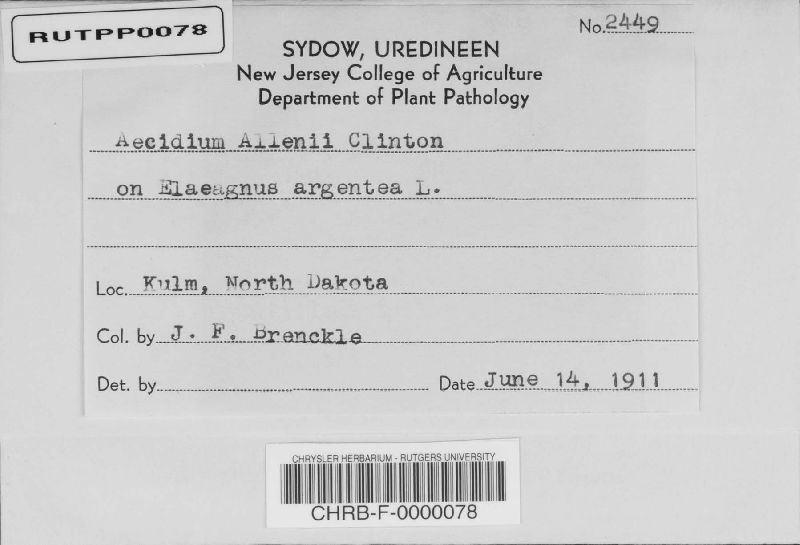 RUTPP0078
No. 2449
SYDOW, UREDINEEN
New Jersey College of Agriculture
Department of Plant Pathology
Aecidium Allenii Clinton
on Elaeagnus argentea L.
Loc. Kulm, North Dakota
Col. by J. F. Brenckle
Det. by
Date June 14, 1911
CHRYSLER HERBARIUM - RUTGERS UNIVERSITY
CHRB-F-0000078